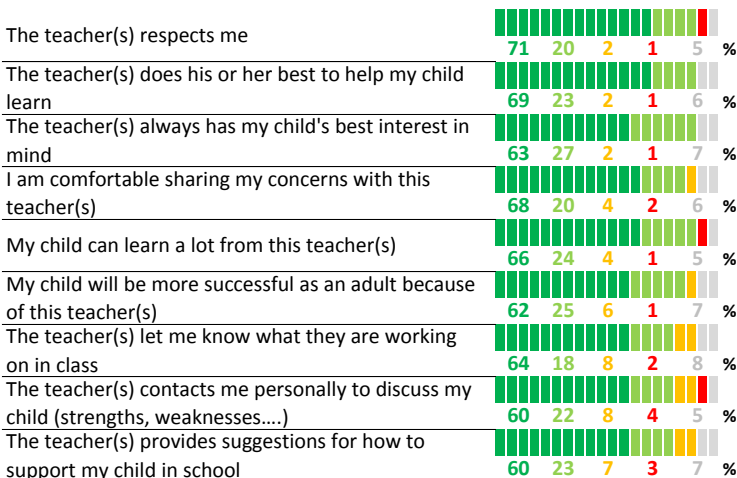 The teacher(s) respects me
71 20 2 1 5 %
The teacher(s) does his or her best to help my child
learn
69 23 2 1 6 %
The teacher(s) always has my child's best interest in
mind
63 27 2 1 7 %
I am comfortable sharing my concerns with this
teacher(s)
68 20 4 2 6 %
My child can learn a lot from this teacher(s)
66 24 4 1 5 %
My child will be more successful as an adult because
of this teacher(s)
62 25 6 1 7 %
The teacher(s) let me know what they are working
on in class
64 18 8 2 8 %
The teacher(s) contacts me personally to discuss my
child (strengths, weaknesses....)
60 22 8 4 5 %
The teacher(s) provides suggestions for how to
support my child in school
60 23 7 3 7 %